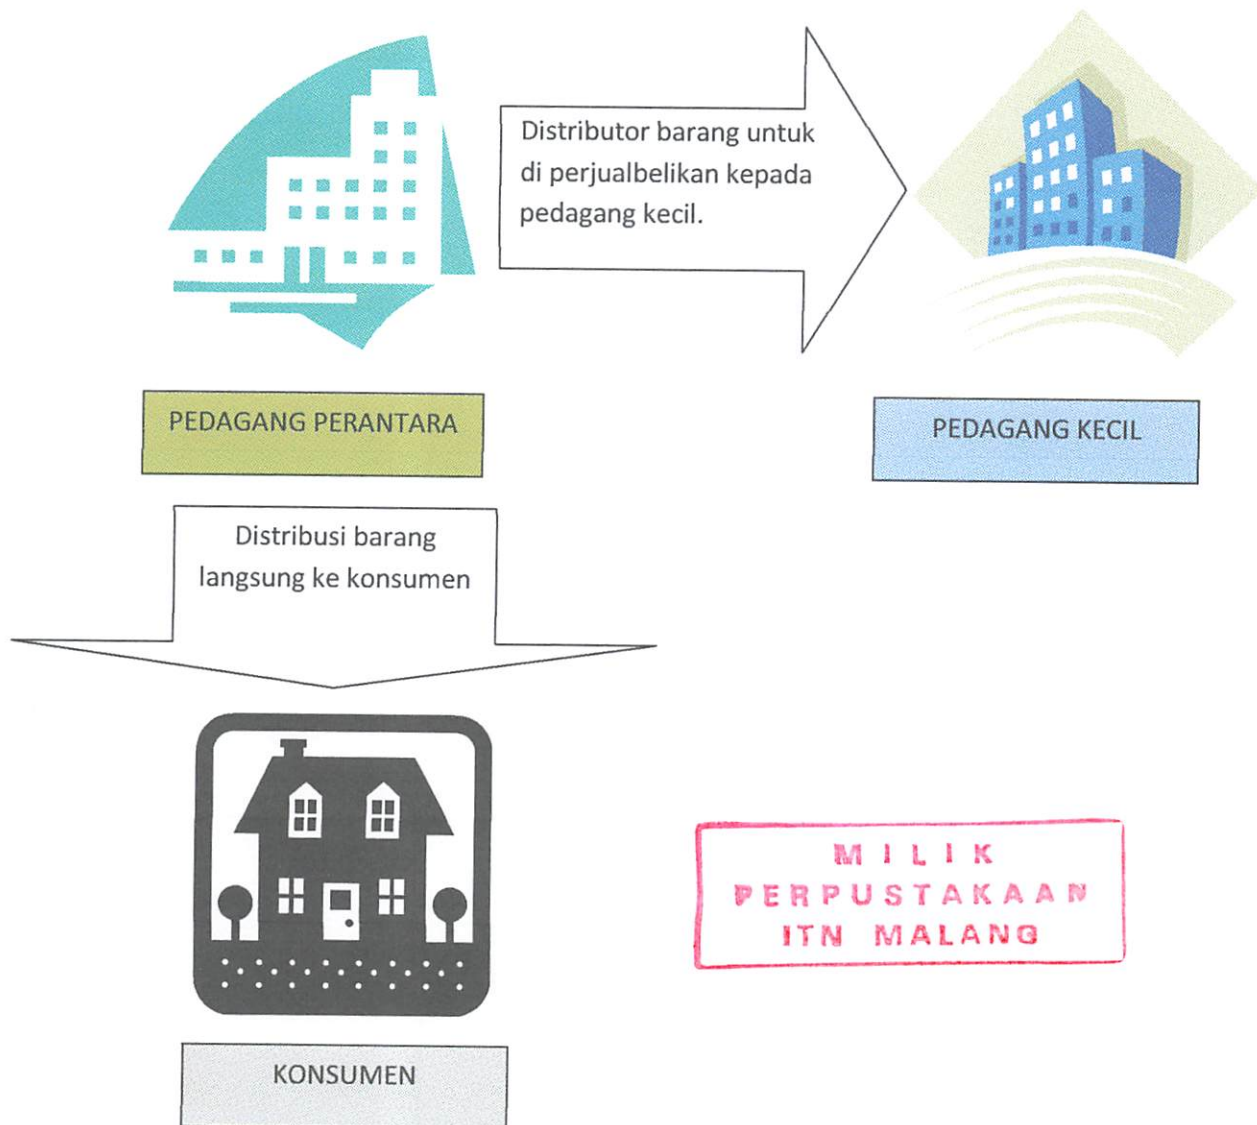 Distributor barang untuk
di perjualbelikan kepada
pedagang kecil.
PEDAGANG PERANTARA
PEDAGANG KECIL
Distribusi barang
langsung ke konsumen
MILIK
PERPUSTAKAAN
ITN MALANG
KONSUMEN